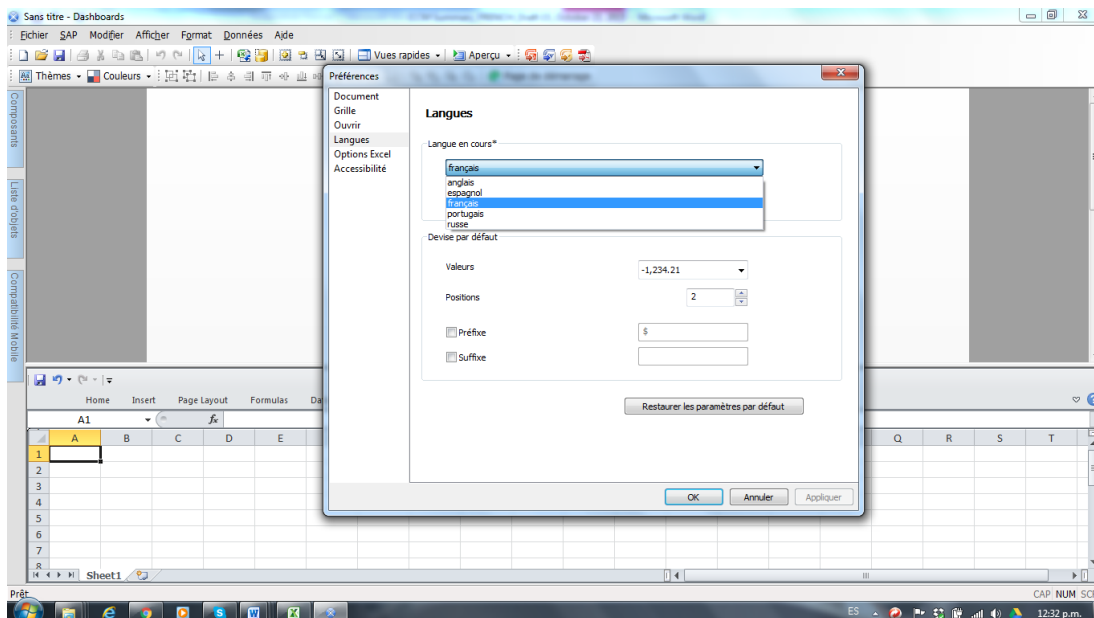 Sans titre - Dashboards
Fichier SAP Modifier Afficher Format Données Aide
Vues rapides Aperçu
Thèmes Couleurs
Composants
Liste d'objets
Compatibilité Mobile
Préférences
Document
Grille
Ouvrir
Langues
Options Excel
Accessibilité
Langues
Langue en cours*
français
anglais
espagnol
français
portugais
russe
Devise par défaut
Valeurs -1,234.21
Positions 2
Préfixe $
Suffixe
Restaurer les paramètres par défaut
OK Annuler Appliquer
Home Insert Page Layout Formulas
A1 fx
A B C D E Q R S T
1
2
3
4
5
6
7
8
Sheet1
Prêt CAP NUM
ES 12:32 p.m.